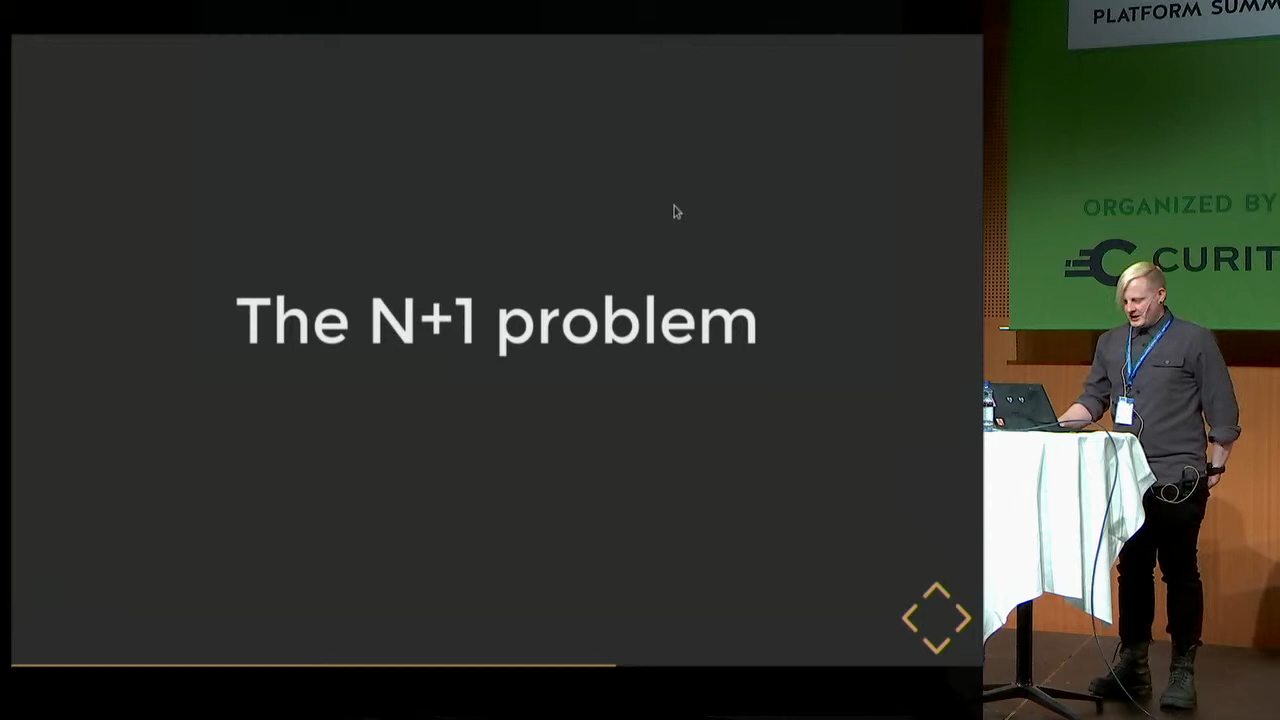 The N+1 problem
PLATFORM SUMM
ORGANIZED BY
CURIT